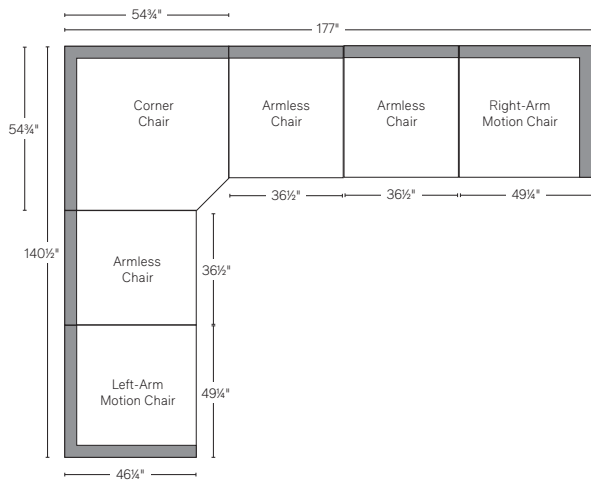 54¾"
177"
Corner
Chair
Armless
Chair
Armless
Chair
Right-Arm
Motion Chair
54¾"
36½"
36½"
49¼"
140½"
Armless
Chair
36½"
Left-Arm
Motion Chair
49¼"
46¼"